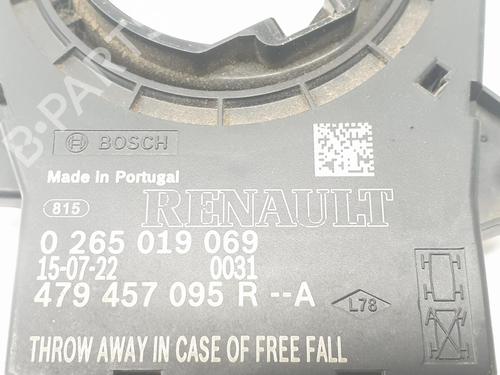 B-PARTS
BOSCH
Made in Portugal
815
RENAULT
0 265 019 069
15-07-22 0031
479 457 095 R --A
L78
THROW AWAY IN CASE OF FREE FALL